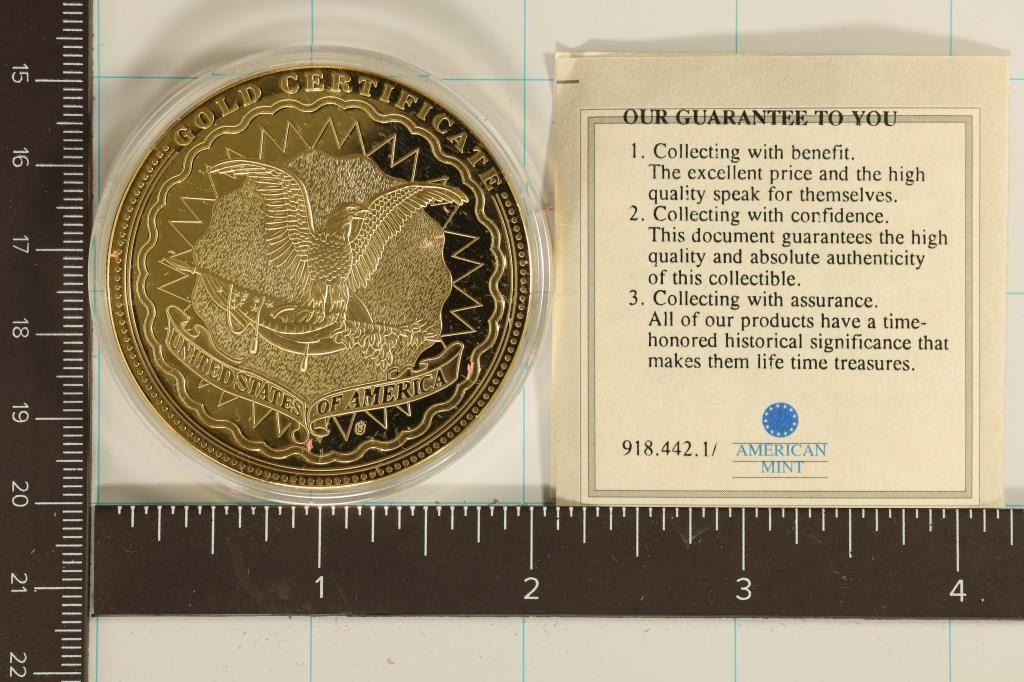 GOLD CERTIFICATE
UNITED STATES OF AMERICA
OUR GUARANTEE TO YOU
1. Collecting with benefit.
The excellent price and the high
quality speak for themselves.
2. Collecting with confidence.
This document guarantees the high
quality and absolute authenticity
of this collectible.
3. Collecting with assurance.
All of our products have a time-
honored historical significance that
makes them life time treasures.
918.442.1/
AMERICAN
MINT
15
16
17
18
19
20
21
22
1 2 3 4